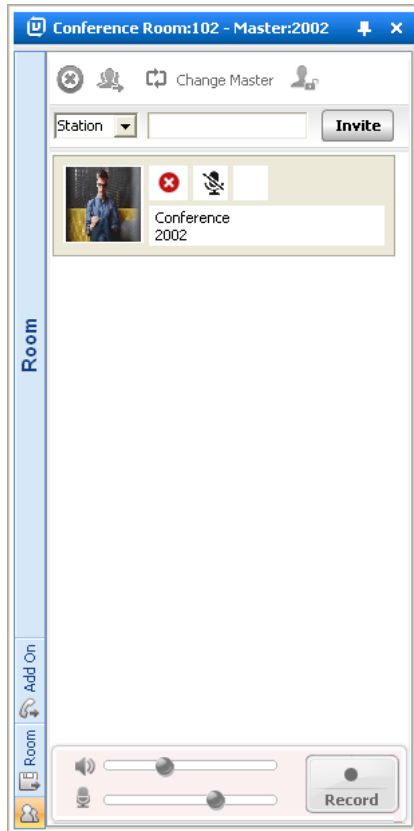 Conference Room:102 - Master:2002
Change Master
Station
Invite
Conference
2002
Room
Add On
Room
Record